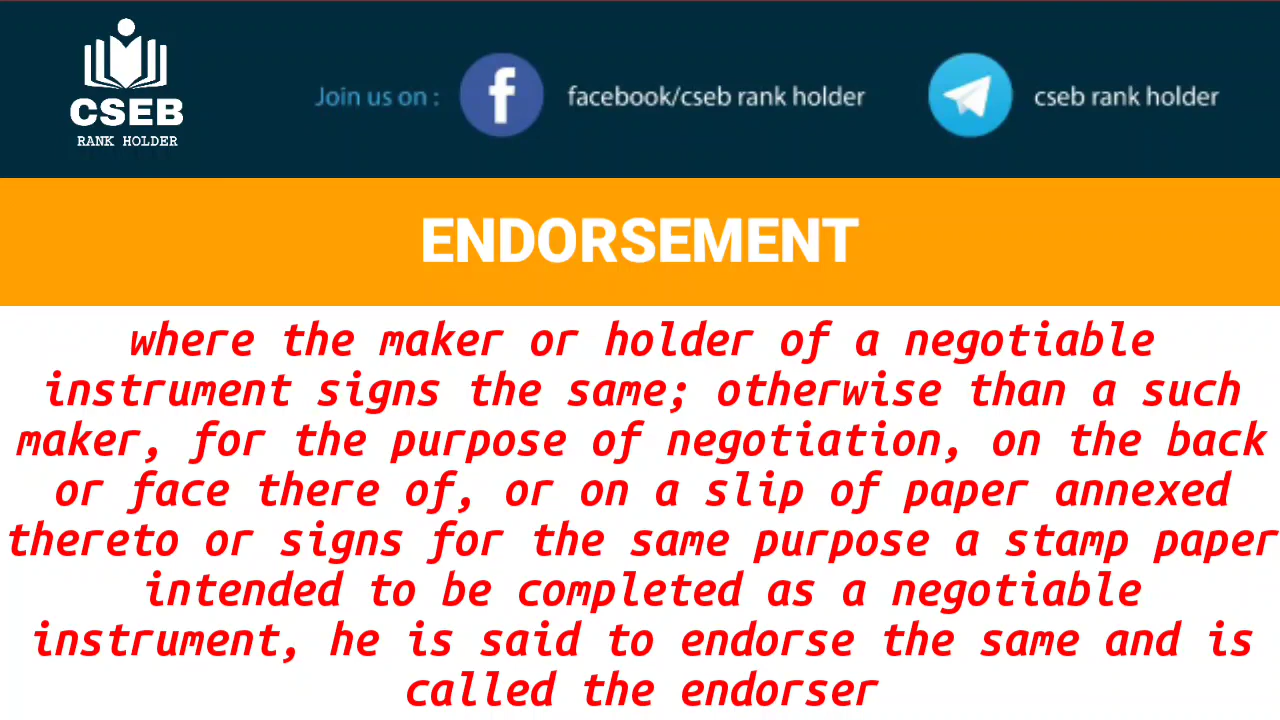 CSEB
RANK HOLDER
Join us on :
facebook/cseb rank holder
cseb rank holder
ENDORSEMENT
where the maker or holder of a negotiable
instrument signs the same; otherwise than a such
maker, for the purpose of negotiation, on the back
or face there of, or on a slip of paper annexed
thereto or signs for the same purpose a stamp paper
intended to be completed as a negotiable
instrument, he is said to endorse the same and is
called the endorser